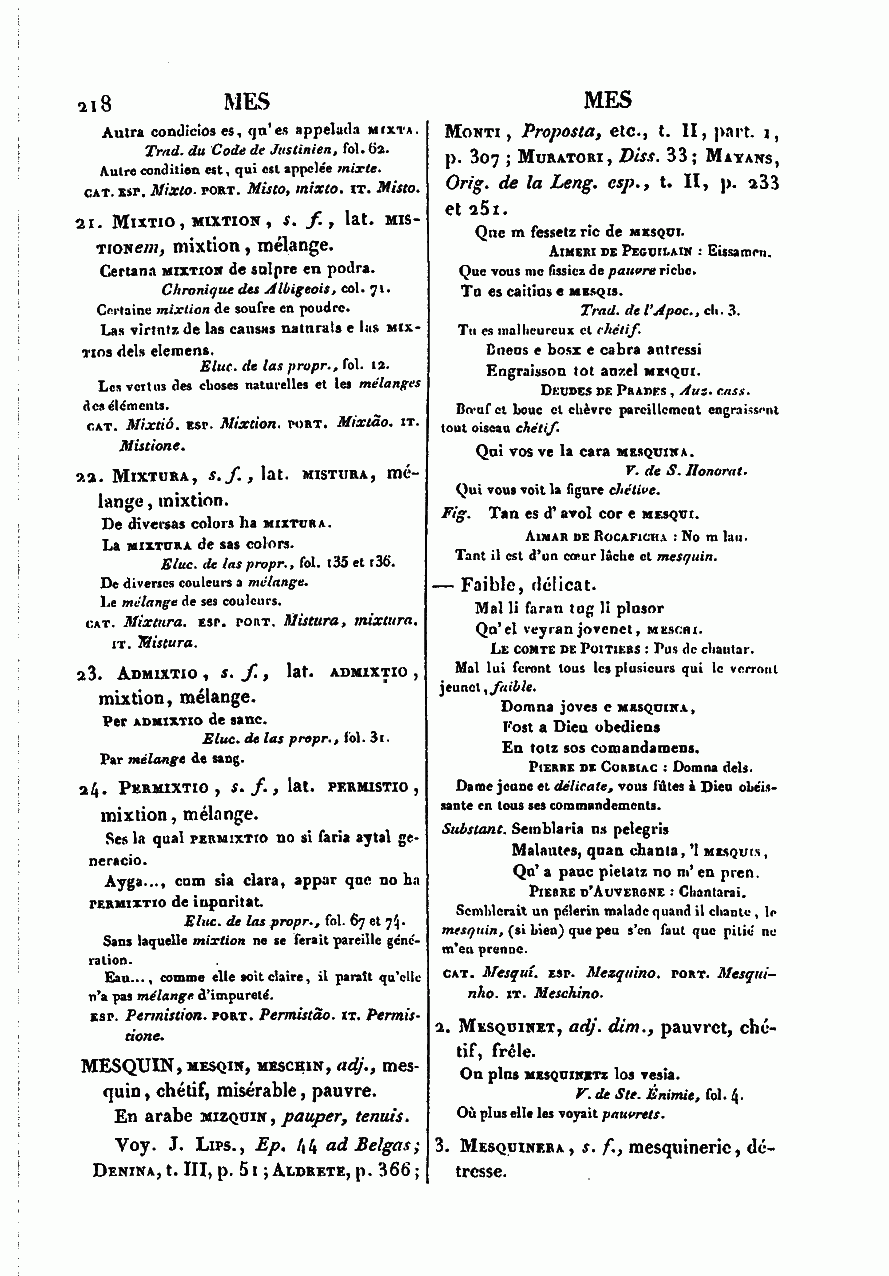 218 MES MES
Autra condicios es, qu'es appelada MIXTA.
Trad. du Code de Justinien, fol. 62.
Autre condition est, qui est appelée mixte.
CAT. ESP. Mixto. PORT. Misto, mixto. IT. Misto.
21. MIXTIO, MIXTION, s. f., lat. MIS-
TIONem, mixtion, mélange.
Certana MIXTION de solpre en podra.
Chronique des Albigeois, col. 71.
Certaine mixtion de soufre en poudre.
Las virtutz de las causas naturals e las MIX-
TIOS dels elemens.
Eluc. de las propr., fol. 12.
Les vertus des choses naturelles et les mélanges
des éléments.
CAT. Mixtió. ESP. Mixtion. PORT. Mixtão. IT.
Mistione.
22. MIXTURA, s. f., lat. MISTURA, mé-
lange, mixtion.
De diversas colors ha MIXTURA.
La MIXTURA de sas colors.
Eluc. de las propr., fol. 135 et 136.
De diverses couleurs a mélange.
Le mélange de ses couleurs.
CAT. Mixtura. ESP. PORT. Mistura, mixtura.
IT. Mistura.
23. ADMIXTIO, s. f., lat. ADMIXTIO,
mixtion, mélange.
Per ADMIXTIO de sanc.
Eluc. de las propr., fol. 31.
Par mélange de sang.
24. PERMIXTIO, s. f., lat. PERMISTIO,
mixtion, mélange.
Ses la qual PERMIXTIO no si faria aytal ge-
neracio.
Ayga..., cum sia clara, appar que no ha
PERMIXTIO de inpuritat.
Eluc. de las propr., fol. 67 et 74.
Sans laquelle mixtion ne se ferait pareille géné-
ration.
Eau..., comme elle soit claire, il paraît qu'elle
n'a pas mélange d'impureté.
ESP. Permistion. PORT. Permistão. IT. Permis-
tione.
MESQUIN, MESQIN, MESCHIN, adj., mes-
quin, chétif, misérable, pauvre.
En arabe MIZQUIN, pauper, tenuis.
Voy. J. LIPS., Ep. 44 ad Belgas;
DENINA, t. III, p. 51; ALDRETE, p. 366;
MONTI, Proposta, etc., t. II, part. 1,
p. 307; MURATORI, Diss. 33; MAYANS,
Orig. de la Leng. esp., t. II, p. 233
et 251.
Que m fessetz ric de MESQUI.
AIMERI DE PEGUILAIN : Eissamen.
Que vous me fissiez de pauvre riche.
Tu es caitius e MESQIS.
Trad. de l'Apoc., ch. 3.
Tu es malheureux et chétif.
Bueus e bosx e cabra autressi
Engraisson tot auzel MESQUI.
DEUDES DE PRADES, Auz. cass.
Bœuf et bouc et chèvre pareillement engraissent
tout oiseau chétif.
Qui vos ve la cara MESQUINA.
V. de S. Honorat.
Qui vous voit la figure chétive.
Fig. Tan es d'avol cor e MESQUI.
AIMAR DE ROCAFICHA : No m lau.
Tant il est d'un cœur lâche et mesquin.
— Faible, délicat.
Mal li faran tug li plusor
Qu'el veyran jovenet, MESCHI.
LE COMTE DE POITIERS : Pus de chantar.
Mal lui feront tous les plusieurs qui le verront
jeunet, faible.
Domna joves e MESQUINA,
Fost a Dieu obediens
En totz sos comandamens.
PIERRE DE CORBIAC : Domna dels.
Dame jeune et délicate, vous fûtes à Dieu obéis-
sante en tous ses commandements.
Substant. Semblaria us pelegris
Malautes, quan chanta, 'l MESQUIS,
Qu'a pauc pietatz no m'en pren.
PIERRE D'AUVERGNE : Chantarai.
Semblerait un pélerin malade quand il chante, le
mesquin, (si bien) que peu s'en faut que pitié ne
m'en prenne.
CAT. Mesquí. ESP. Mezquino. PORT. Mesqui-
nho. IT. Meschino.
2. MESQUINET, adj. dim., pauvret, ché-
tif, frêle.
On plus MESQUINETZ los vesia.
V. de Ste. Énimie, fol. 4.
Où plus elle les voyait pauvrets.
3. MESQUINERA, s. f., mesquinerie, dé-
tresse.